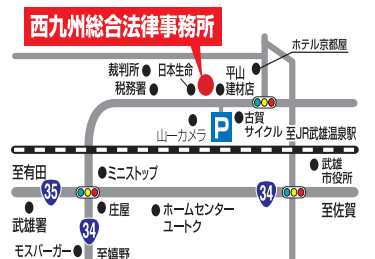 西九州総合法律事務所
ホテル京都屋
裁判所
日本生命
平山
建材店
税務署
山一カメラ
P
古賀
サイクル
至JR武雄温泉駅
至有田
ミニストップ
武雄
市役所
35
34
武雄署
庄屋
ホームセンター
ユートク
至佐賀
34
モスバーガー
至嬉野